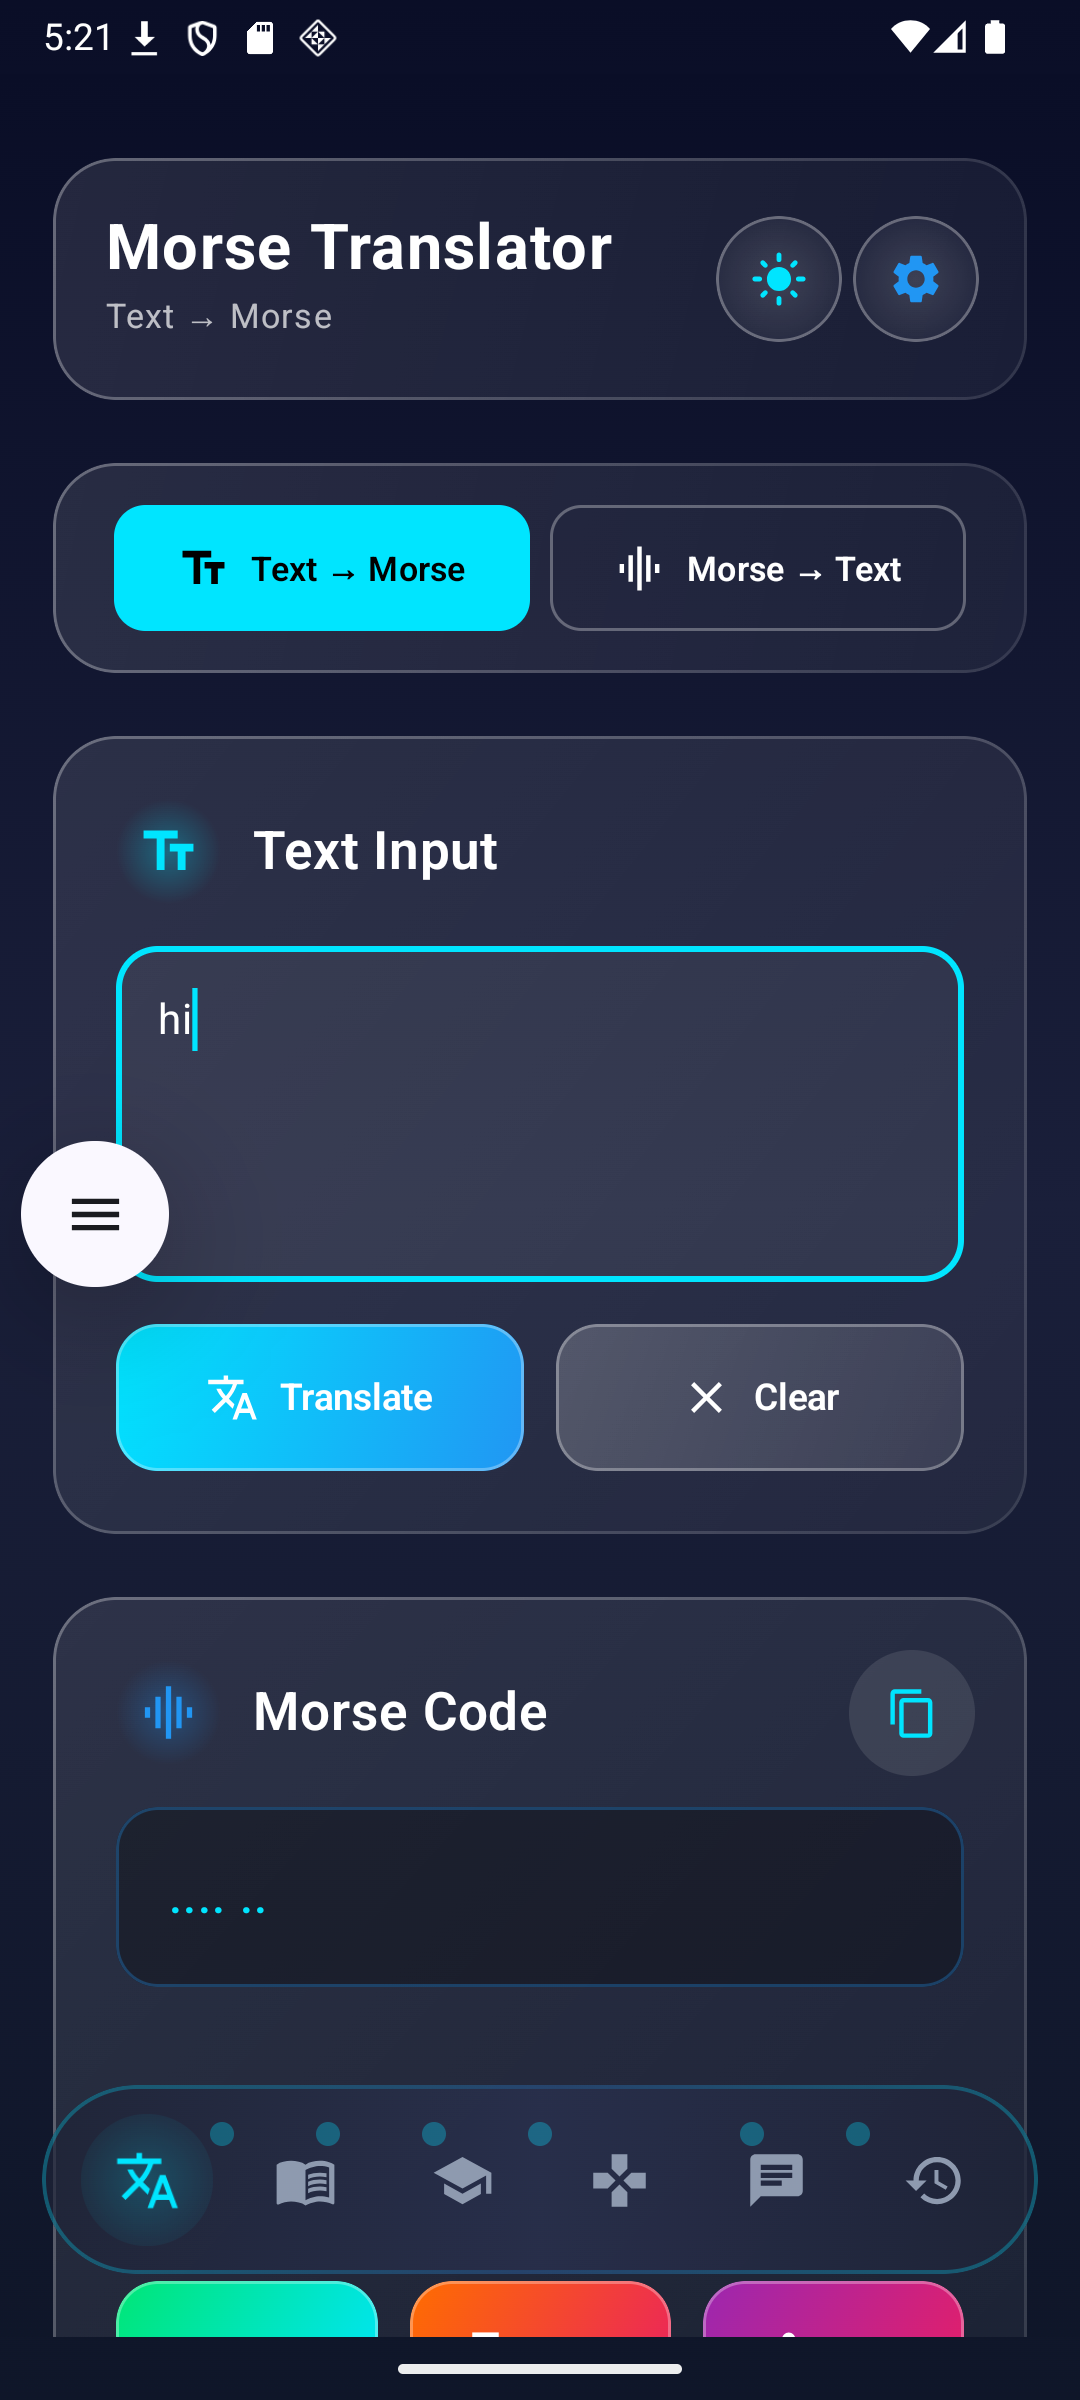 5:21
Morse Translator
Text → Morse
Text → Morse
Morse → Text
Text Input
hi
Translate
Clear
Morse Code
.... ..